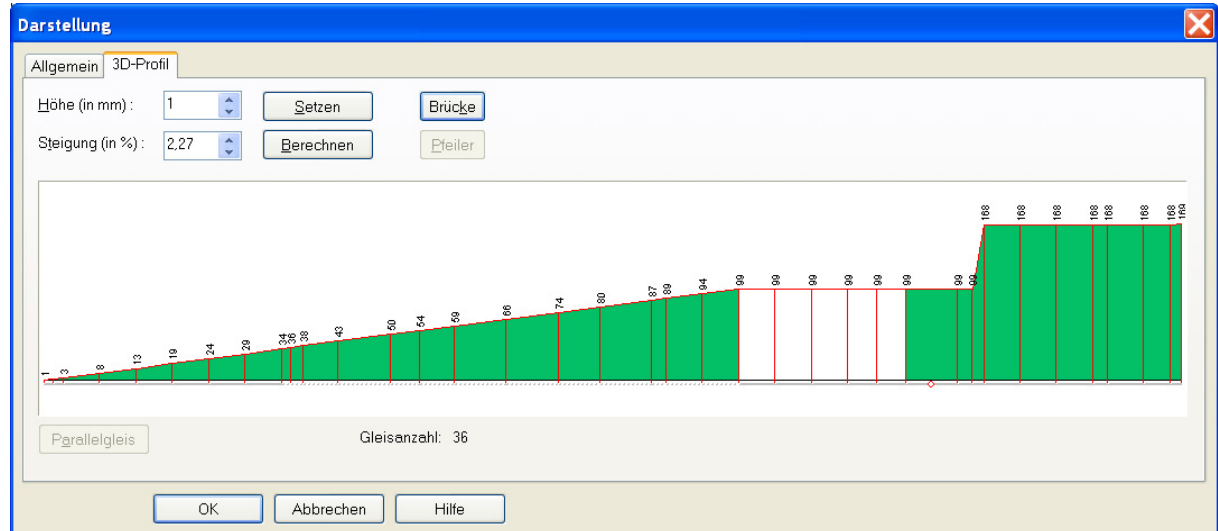 Darstellung
Allgemein 3D-Profil
Höhe (in mm) : 1 Setzen Brücke
Steigung (in %) : 2,27 Berechnen Pfeiler
1 3 8 13 19 24 29 34 36 38 43 50 54 59 66 74 80 87 89 94 99 99 99 99 99 99 99 99 168 168 168 168 168 168 168 169
Parallelgleis Gleisanzahl: 36
OK Abbrechen Hilfe